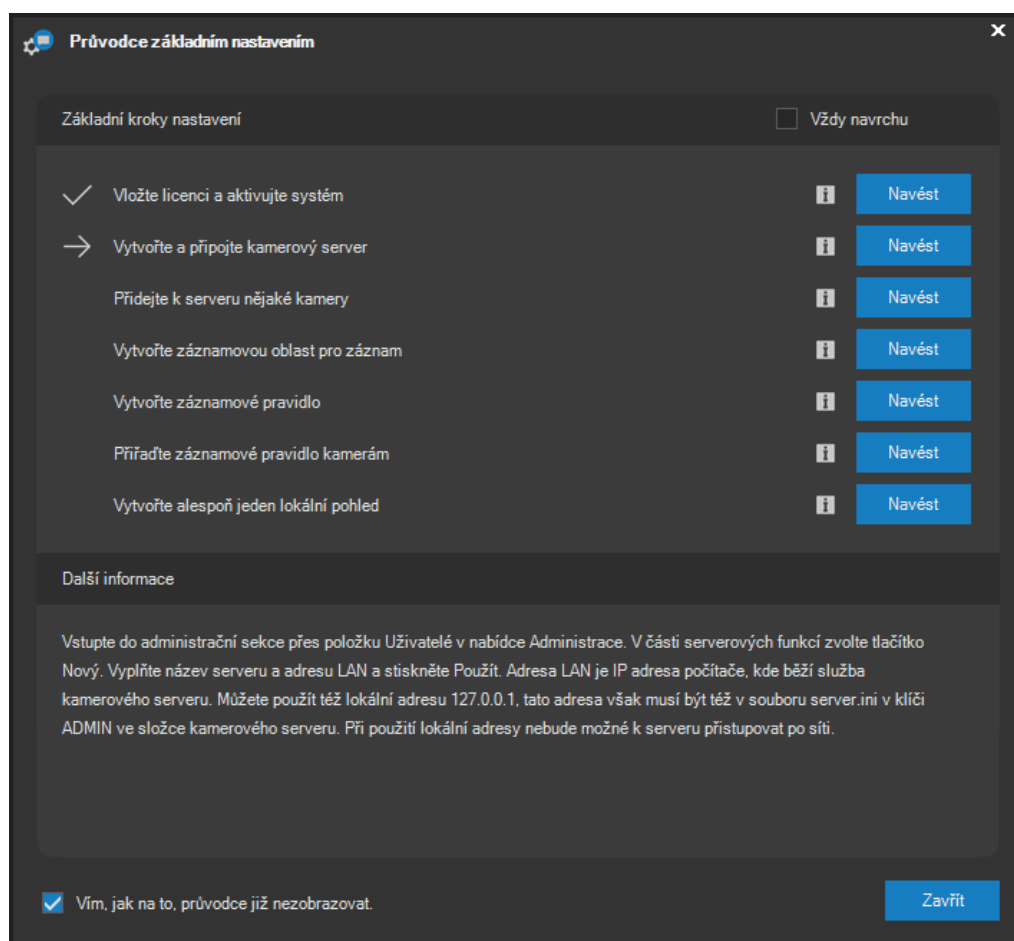 Průvodce základním nastavením
Základní kroky nastavení
Vždy navrchu
Vložte licenci a aktivujte systém
Navést
Vytvořte a připojte kamerový server
Navést
Přidejte k serveru nějaké kamery
Navést
Vytvořte záznamovou oblast pro záznam
Navést
Vytvořte záznamové pravidlo
Navést
Přiřaďte záznamové pravidlo kamerám
Navést
Vytvořte alespoň jeden lokální pohled
Navést
Další informace
Vstupte do administrační sekce přes položku Uživatelé v nabídce Administrace. V části serverových funkcí zvolte tlačítko
Nový. Vyplňte název serveru a adresu LAN a stiskněte Použít. Adresa LAN je IP adresa počítače, kde běží služba
kamerového serveru. Můžete použít též lokální adresu 127.0.0.1, tato adresa však musí být též v souboru server.ini v klíči
ADMIN ve složce kamerového serveru. Při použití lokální adresy nebude možné k serveru přistupovat po síti.
Vím, jak na to, průvodce již nezobrazovat.
Zavřít